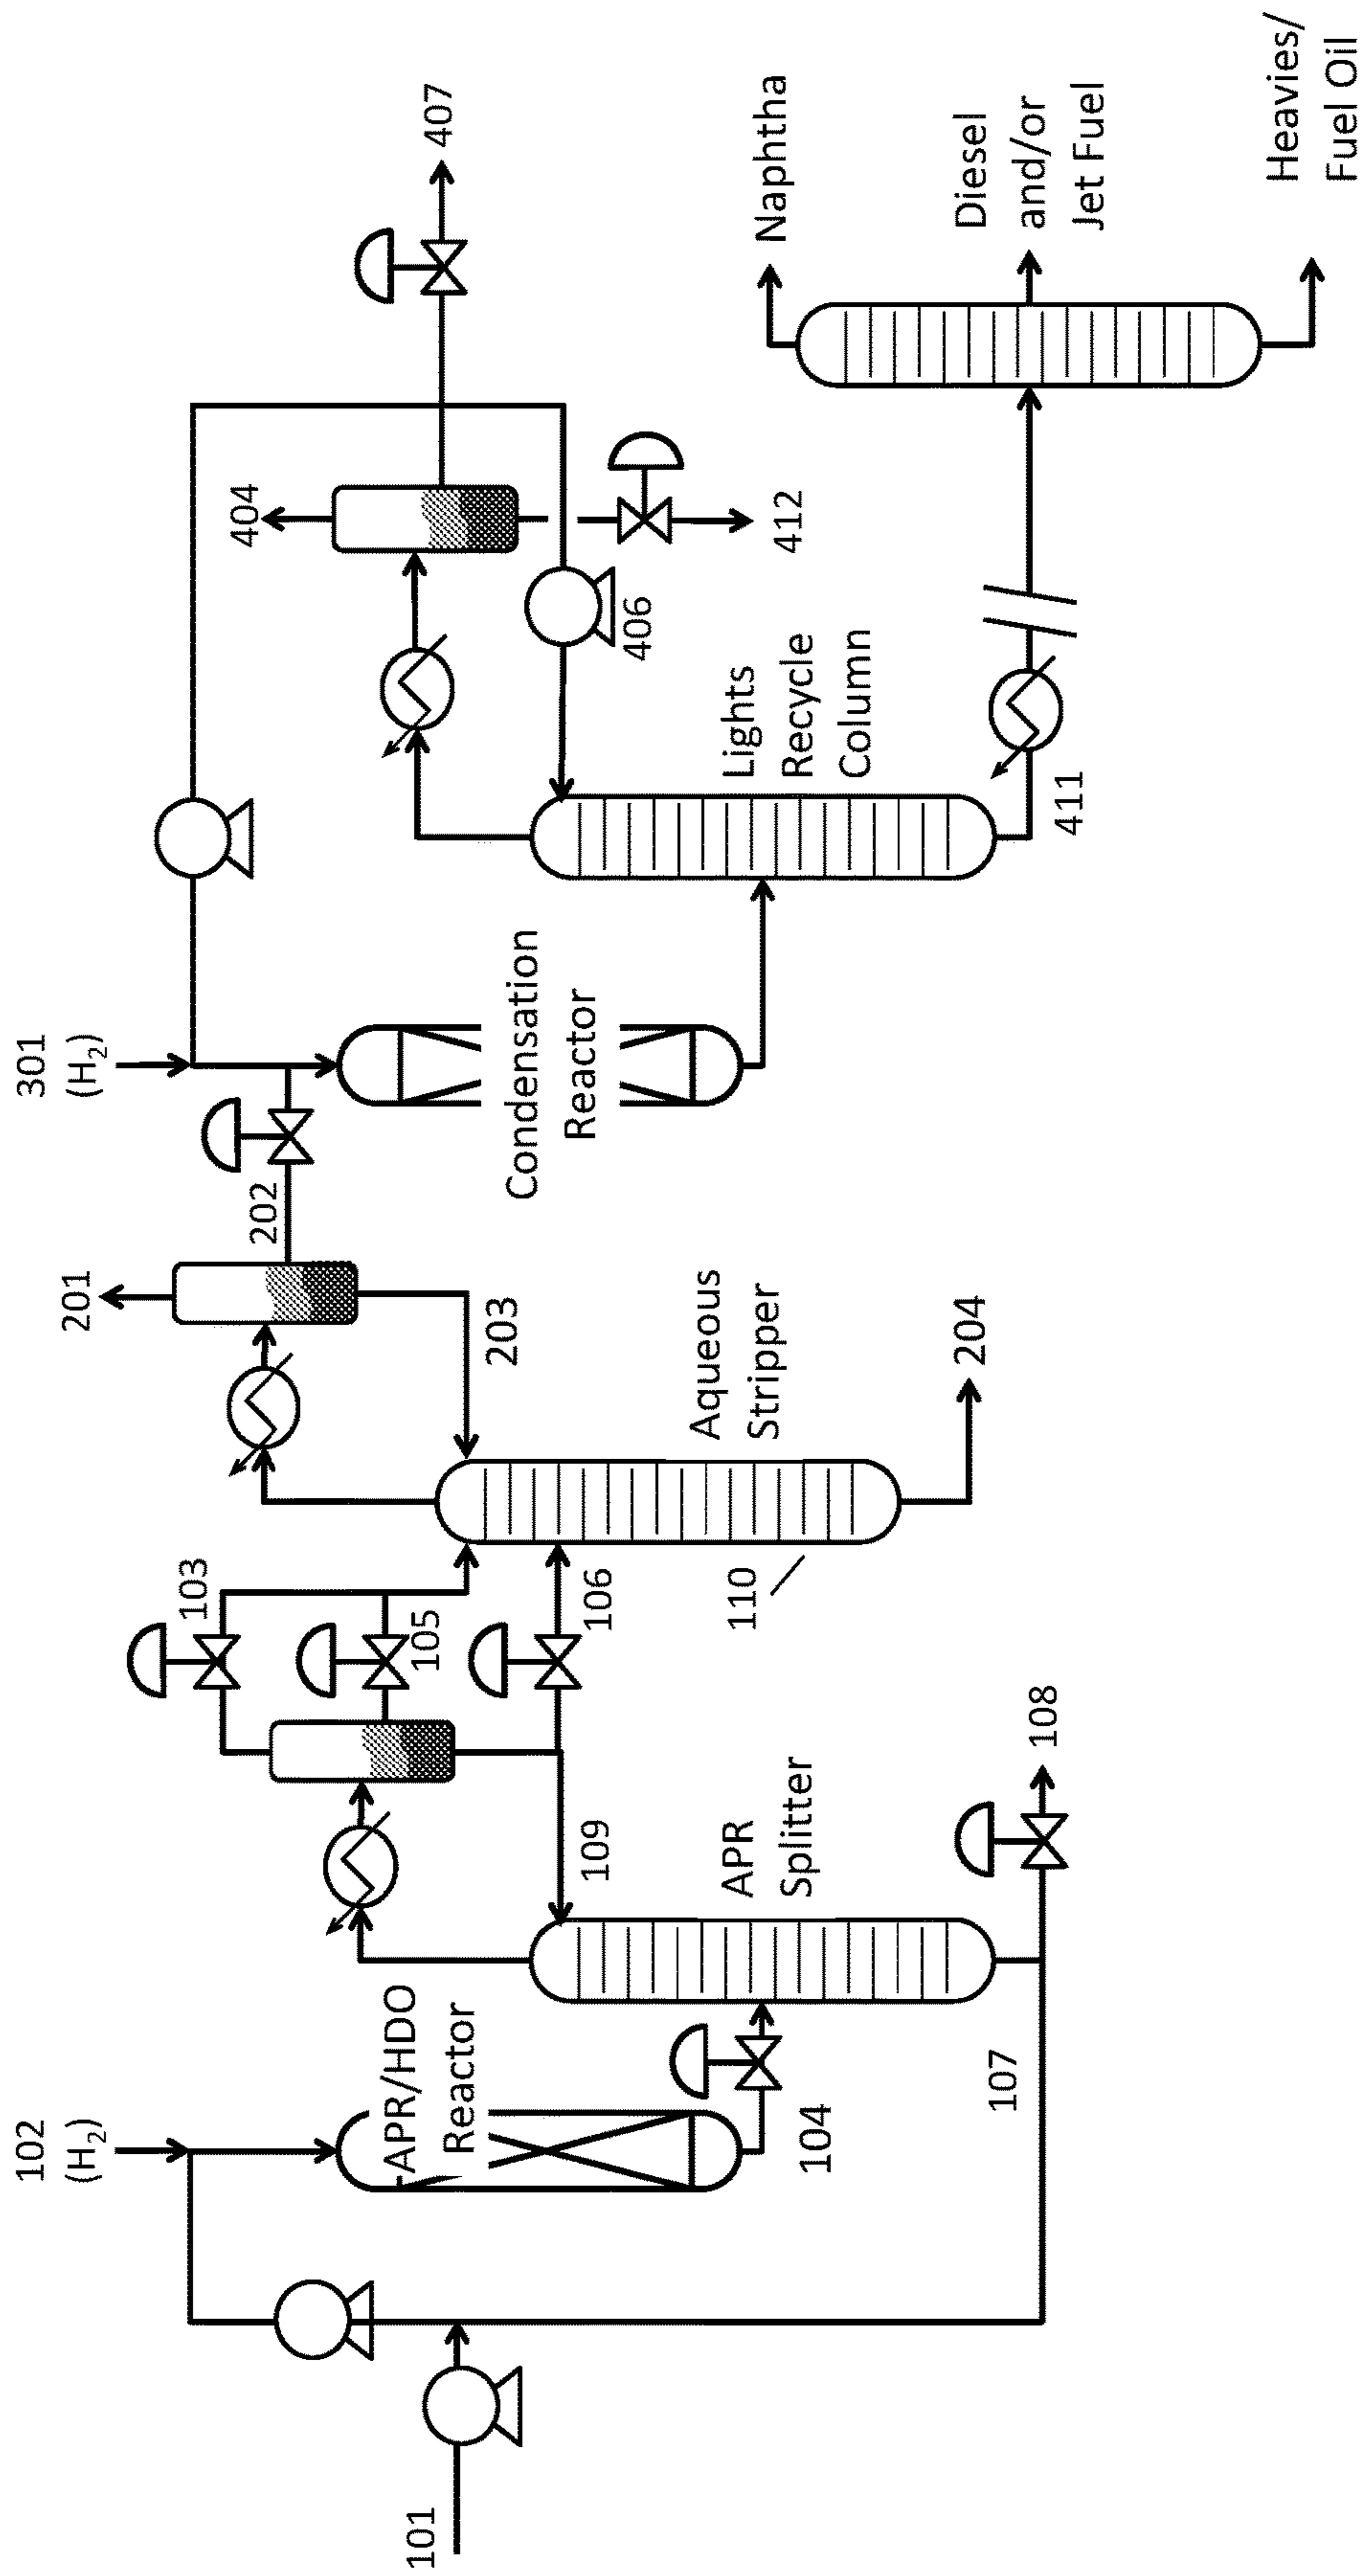 101
102
(H₂)
APR/HDO
Reactor
104
107
108
APR
Splitter
109
103
105
106
110
Aqueous
Stripper
204
203
201
202
301
(H₂)
Condensation
Reactor
Lights
Recycle
Column
411
406
404
412
407
Naphtha
Diesel
and/or
Jet Fuel
Heavies/
Fuel Oil